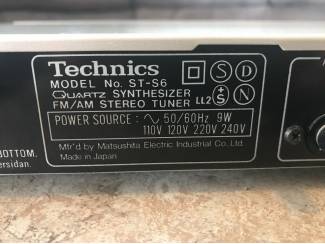 Technics
MODEL No. ST-S6
QUARTZ SYNTHESIZER
FM/AM STEREO TUNER
S D
LL2 +S N
POWER SOURCE : ∿ 50/60Hz 9W
110V 120V 220V 240V
Mfr'd by Matsushita Electric Industrial Co., Ltd.
Made in Japan
BOTTOM.
ersidan.